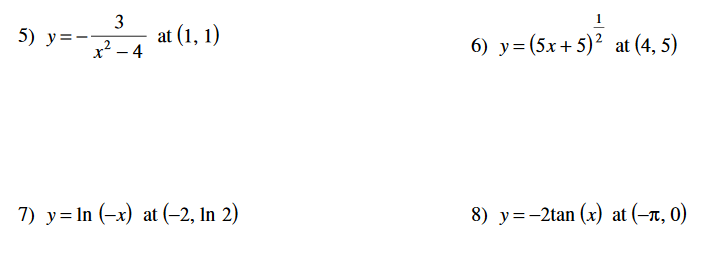 5) y = -3/(x² – 4) at (1, 1)
6) y = (5x + 5)^(1/2) at (4, 5)
7) y = ln (–x) at (–2, ln 2)
8) y = –2tan (x) at (–π, 0)